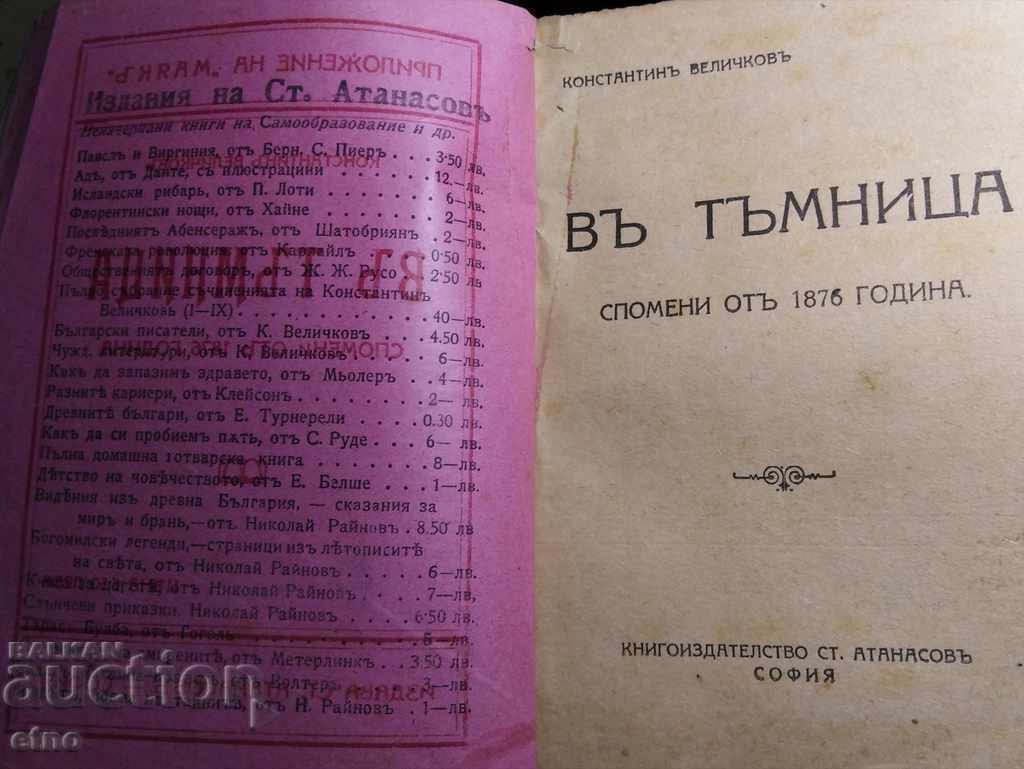 Издания на Ст. Атанасовъ
Неизчерпани книги на „Самообразование и др.
Павелъ и Виргиния, отъ Берн. С. Пиеръ . . . 3·50 лв.
Адъ, отъ Данте, съ илюстрации . . . 12.— лв.
Исландски рибарь, отъ П. Лоти . . . 6— лв.
Флорентински нощи, отъ Хайне . . . 2— лв.
Последниятъ Абенсеражъ, отъ Шатобриянъ . 2— лв.
Френската революция, отъ Карлайлъ . . . 0·50 лв.
Общественията договоръ, отъ Ж. Ж. Русо . 2·50 лв
Пълно събрание съчиненията на Константинъ
Величковъ (I—IX) . . . 40— лв.
Български писатели, отъ К. Величковъ . . 4.50 лв.
Чужд. литератури, отъ К. Величковъ . . 6— лв.
Какъ да запазимъ здравето, отъ Мьолеръ . . 4— лв.
Разнитѣ кариери, отъ Клейсонъ . . . 2— лв.
Древнитѣ българи, отъ Е. Турнерели . . 0.30 лв.
Какъ да си пробиемъ пѫть, отъ С. Руде . . . 6— лв.
Пълна домашна готварска книга . . . 8— лв.
Дѣтство на човѣчеството, отъ Е. Белше . 1—лв.
Видѣния изъ древна България, — сказания за
миръ и брань,—отъ Николай Райновъ . 8.50 лв
Богомилски легенди,—страници изъ лѣтописитѣ
на свѣта, отъ Николай Райновъ . . . 6— лв.
отъ Николай Райновъ . . . 7— лв,
Слънчеви приказки, Николай Райновъ . . . 6·50 лв.
Тарасъ Булба, отъ Гоголь . . . 5— лв.
отъ Метерлинкъ . . 3.50 лв.
отъ Волтеръ . . . 3— лв.
отъ Н. Райновъ . 1— лв.
BALKAN
auction
etno
КОНСТАНТИНЪ ВЕЛИЧКОВЪ
ВЪ ТЪМНИЦА
СПОМЕНИ ОТЪ 1876 ГОДИНА.
КНИГОИЗДАТЕЛСТВО СТ. АТАНАСОВЪ
СОФИЯ